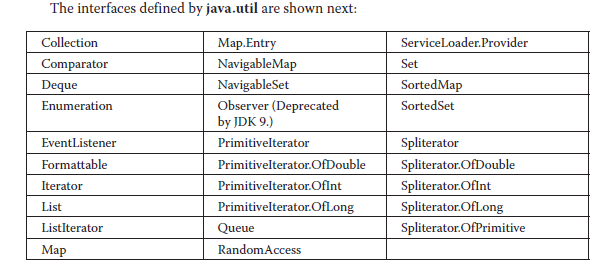 The interfaces defined by java.util are shown next:
Collection Map.Entry ServiceLoader.Provider
Comparator NavigableMap Set
Deque NavigableSet SortedMap
Enumeration Observer (Deprecated SortedSet
by JDK 9.)
EventListener PrimitiveIterator Spliterator
Formattable PrimitiveIterator.OfDouble Spliterator.OfDouble
Iterator PrimitiveIterator.OfInt Spliterator.OfInt
List PrimitiveIterator.OfLong Spliterator.OfLong
ListIterator Queue Spliterator.OfPrimitive
Map RandomAccess